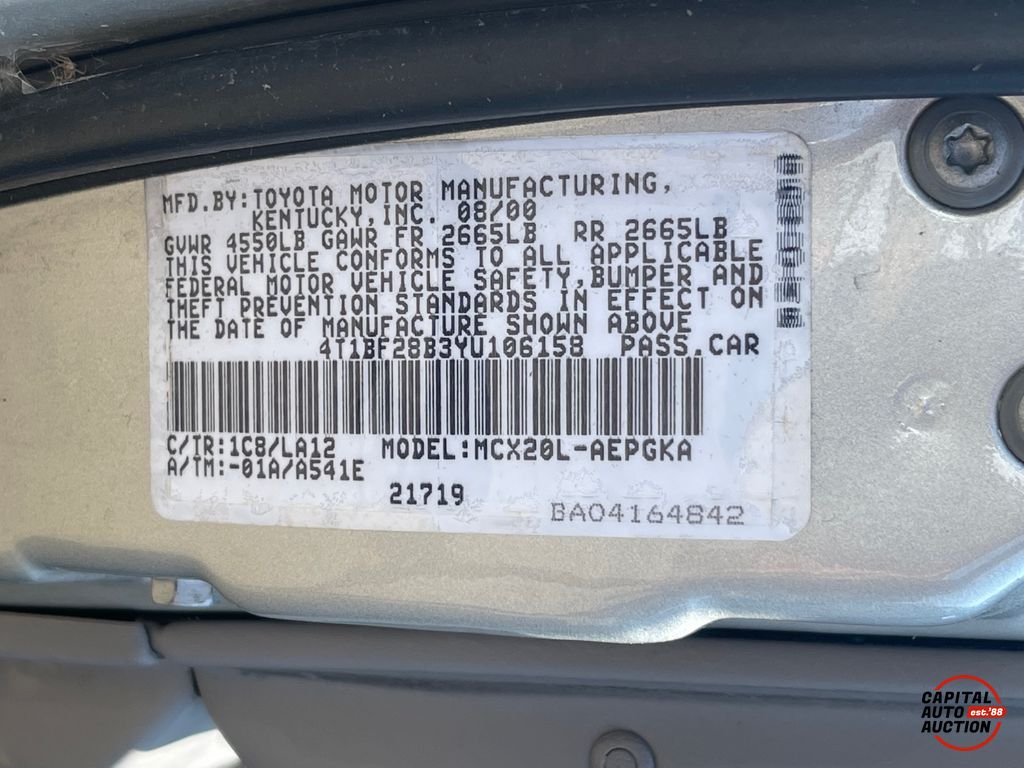 MFD.BY:TOYOTA MOTOR MANUFACTURING,
KENTUCKY,INC. 08/00
GVWR 4550LB GAWR FR 2665LB RR 2665LB
THIS VEHICLE CONFORMS TO ALL APPLICABLE
FEDERAL MOTOR VEHICLE SAFETY,BUMPER AND
THEFT PREVENTION STANDARDS IN EFFECT ON
THE DATE OF MANUFACTURE SHOWN ABOVE
4T1BF28B3YU106158 PASS.CAR
C/TR:1C8/LA12 MODEL:MCX20L-AEPGKA
A/TM:-01A/A541E
21719
BA04164842
CAPITAL
AUTO est.'88
AUCTION